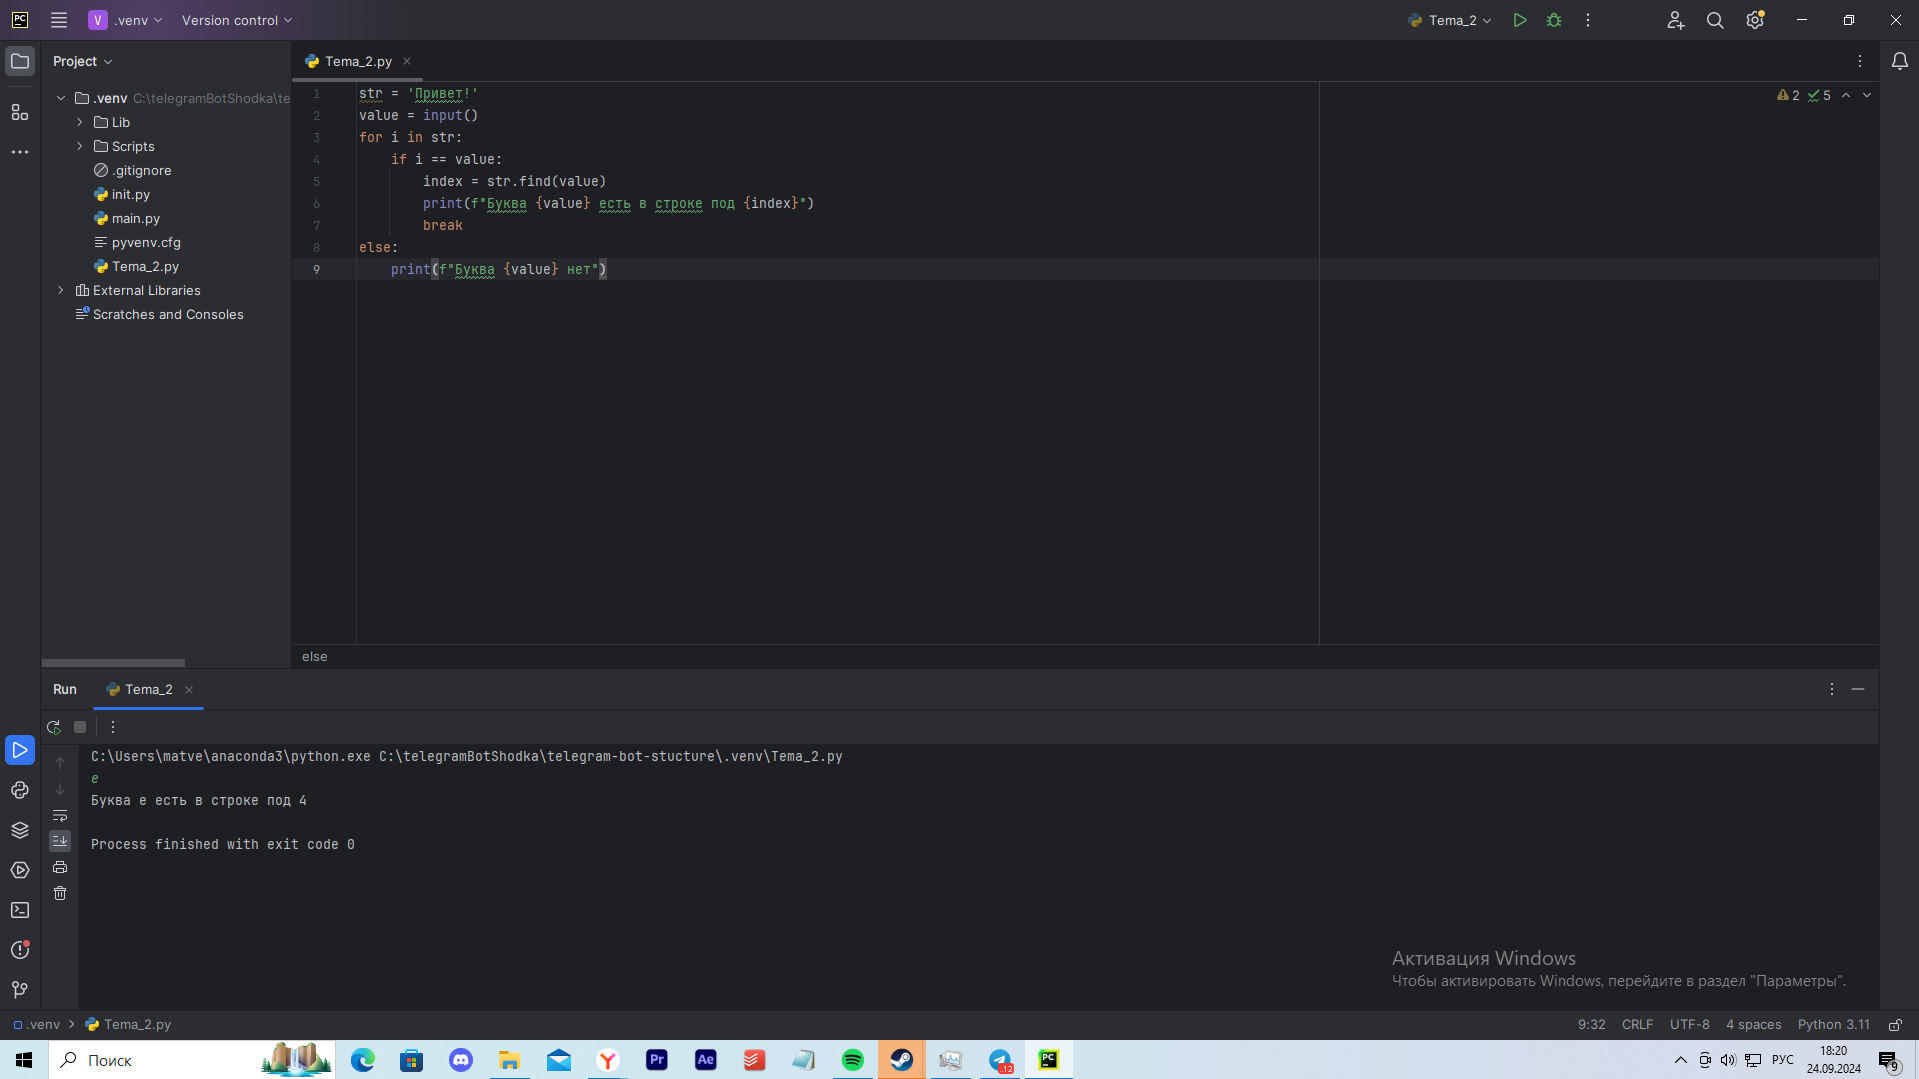 PC V .venv Version control Tema_2
Project
Tema_2.py
.venv C:\telegramBotShodka\te
Lib
Scripts
.gitignore
init.py
main.py
pyvenv.cfg
Tema_2.py
External Libraries
Scratches and Consoles
2 5
1 str = 'Привет!'
2 value = input()
3 for i in str:
4     if i == value:
5         index = str.find(value)
6         print(f"Буква {value} есть в строке под {index}")
7         break
8 else:
9     print(f"Буква {value} нет")
else
Run Tema_2
C:\Users\matve\anaconda3\python.exe C:\telegramBotShodka\telegram-bot-stucture\.venv\Tema_2.py
е
Буква е есть в строке под 4
Process finished with exit code 0
Активация Windows
Чтобы активировать Windows, перейдите в раздел "Параметры".
.venv Tema_2.py 9:32 CRLF UTF-8 4 spaces Python 3.11
Поиск Y Pr Ae ..12 PC РУС 18:20
24.09.2024 9